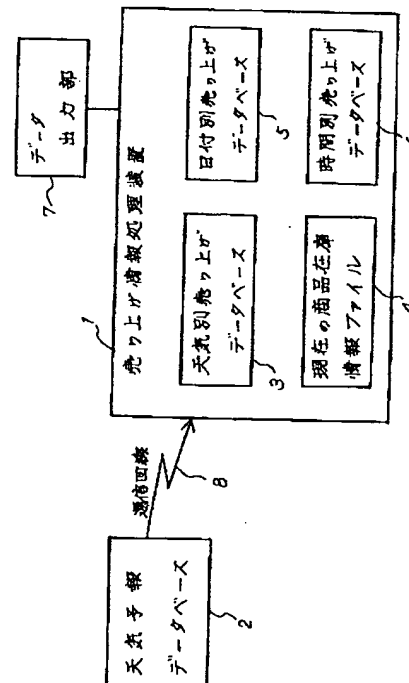 天気予報
データベース
2
通信回線
8
1
売り上げ情報処理装置
データ
出力部
7
天気別売り上げ
データベース
3
日付別売り上げ
データベース
5
現在の商品在庫
情報ファイル
時間別売り上げ
データベース